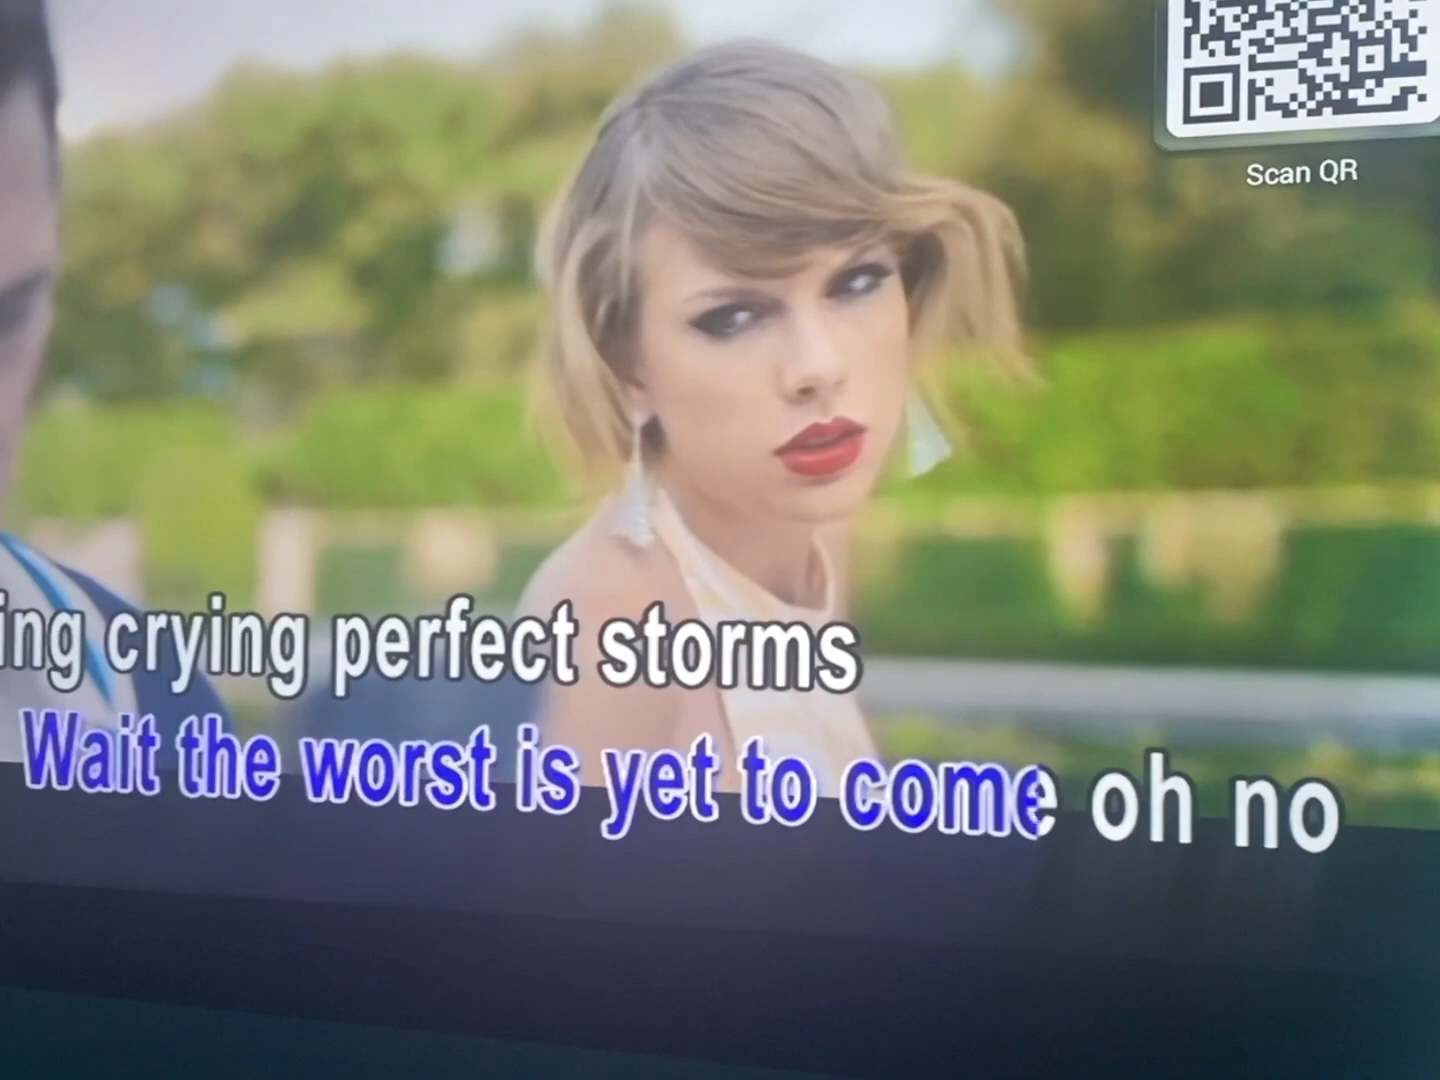 Scan QR
ing crying perfect storms
Wait the worst is yet to come oh no